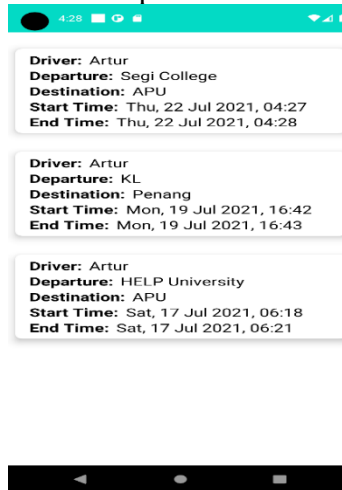 4:28
Driver: Artur
Departure: Segi College
Destination: APU
Start Time: Thu, 22 Jul 2021, 04:27
End Time: Thu, 22 Jul 2021, 04:28
Driver: Artur
Departure: KL
Destination: Penang
Start Time: Mon, 19 Jul 2021, 16:42
End Time: Mon, 19 Jul 2021, 16:43
Driver: Artur
Departure: HELP University
Destination: APU
Start Time: Sat, 17 Jul 2021, 06:18
End Time: Sat, 17 Jul 2021, 06:21